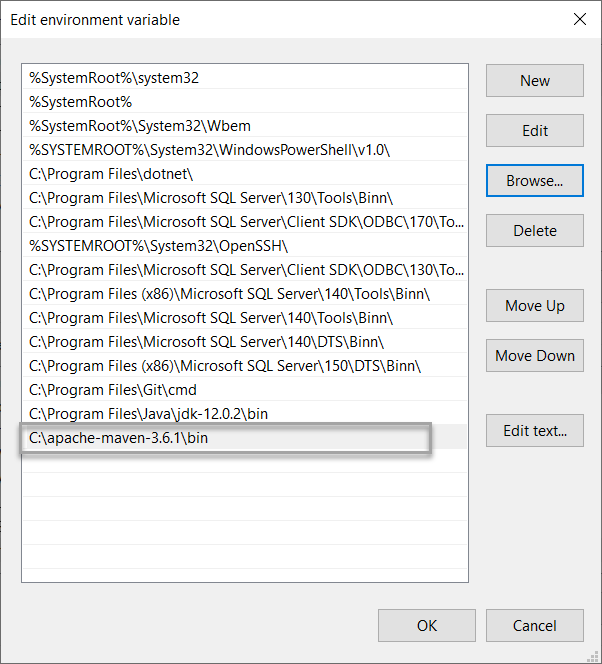 Edit environment variable
%SystemRoot%\system32
%SystemRoot%
%SystemRoot%\System32\Wbem
%SYSTEMROOT%\System32\WindowsPowerShell\v1.0\
C:\Program Files\dotnet\
C:\Program Files\Microsoft SQL Server\130\Tools\Binn\
C:\Program Files\Microsoft SQL Server\Client SDK\ODBC\170\To...
%SYSTEMROOT%\System32\OpenSSH\
C:\Program Files\Microsoft SQL Server\Client SDK\ODBC\130\To...
C:\Program Files (x86)\Microsoft SQL Server\140\Tools\Binn\
C:\Program Files\Microsoft SQL Server\140\Tools\Binn\
C:\Program Files\Microsoft SQL Server\140\DTS\Binn\
C:\Program Files (x86)\Microsoft SQL Server\150\DTS\Binn\
C:\Program Files\Git\cmd
C:\Program Files\Java\jdk-12.0.2\bin
C:\apache-maven-3.6.1\bin
New
Edit
Browse...
Delete
Move Up
Move Down
Edit text...
OK
Cancel